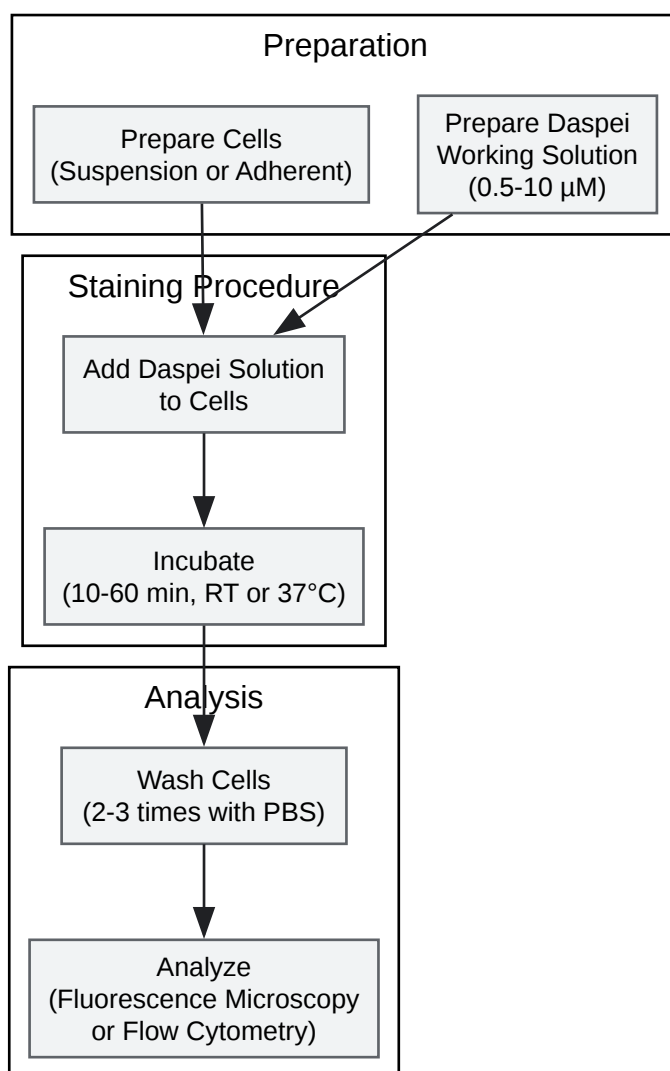 Preparation
Prepare Cells
(Suspension or Adherent)
Prepare Daspei
Working Solution
(0.5-10 µM)
Staining Procedure
Add Daspei Solution
to Cells
Incubate
(10-60 min, RT or 37°C)
Analysis
Wash Cells
(2-3 times with PBS)
Analyze
(Fluorescence Microscopy
or Flow Cytometry)